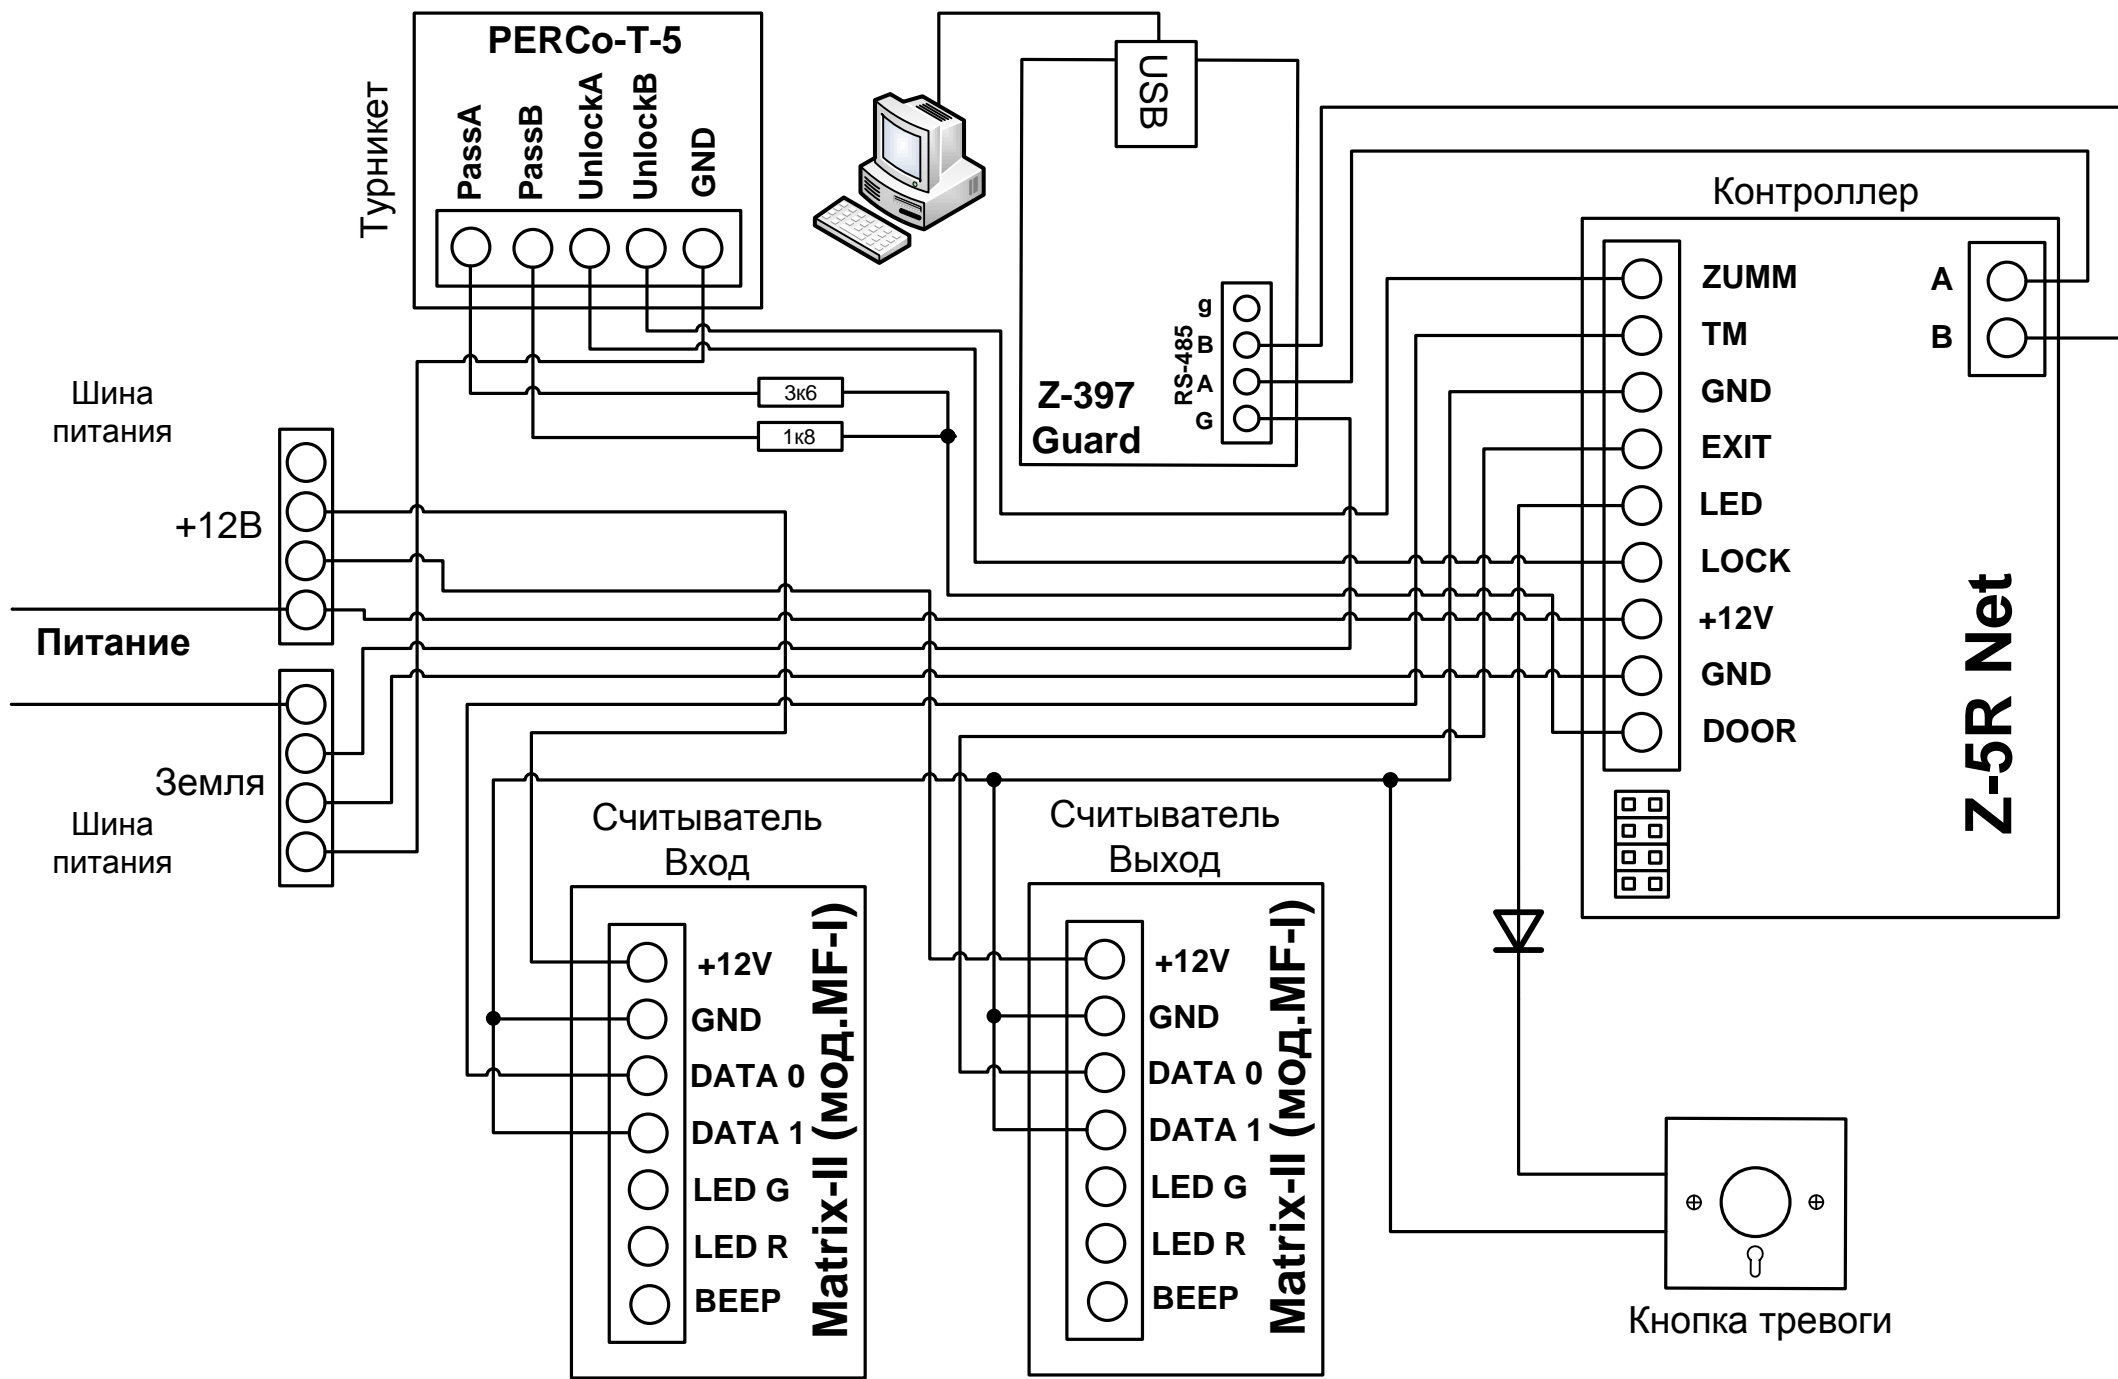 PERCo-T-5
Турникет
PassA
PassB
UnlockA
UnlockB
GND
USB
Z-397
Guard
RS-485
g
B
A
G
3к6
1к8
Контроллер
ZUMM
TM
GND
EXIT
LED
LOCK
+12V
GND
DOOR
A
B
Z-5R Net
Шина
питания
+12В
Питание
Земля
Шина
питания
Считыватель
Вход
+12V
GND
DATA 0
DATA 1
LED G
LED R
BEEP
Matrix-II (мод.MF-I)
Считыватель
Выход
+12V
GND
DATA 0
DATA 1
LED G
LED R
BEEP
Matrix-II (мод.MF-I)
Кнопка тревоги